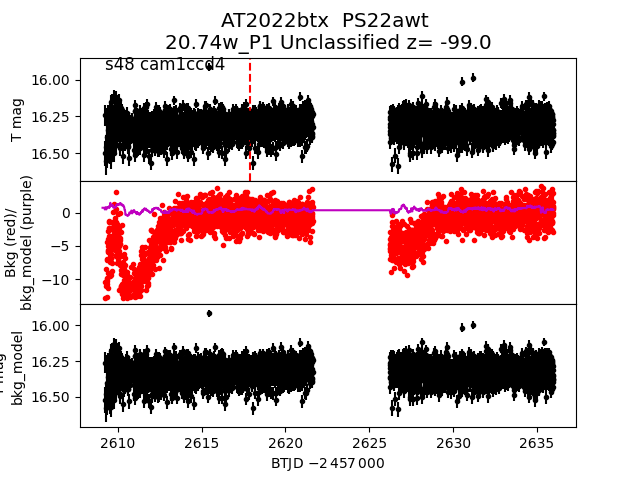 AT2022btx PS22awt
20.74w_P1 Unclassified z= -99.0
s48 cam1ccd4
16.00
16.25
16.50
T mag
0
−5
−10
Bkg (red)/
bkg_model (purple)
16.00
16.25
16.50
bkg_model
2610
2615
2620
2625
2630
2635
BTJD −2 457 000